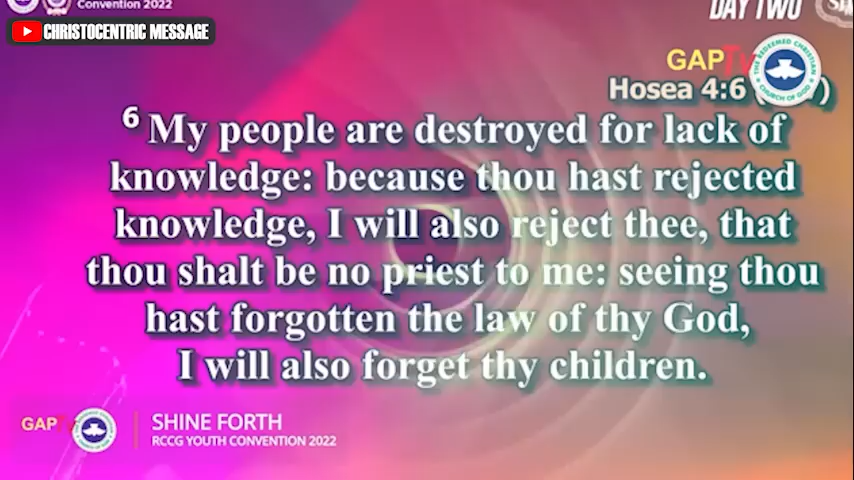 Convention 2022
DAY TWO
CHRISTOCENTRIC MESSAGE
GAPTv
THE REDEEMED CHRISTIAN CHURCH OF GOD
Hosea 4:6
6 My people are destroyed for lack of
knowledge: because thou hast rejected
knowledge, I will also reject thee, that
thou shalt be no priest to me: seeing thou
hast forgotten the law of thy God,
I will also forget thy children.
GAPTv
SHINE FORTH
RCCG YOUTH CONVENTION 2022